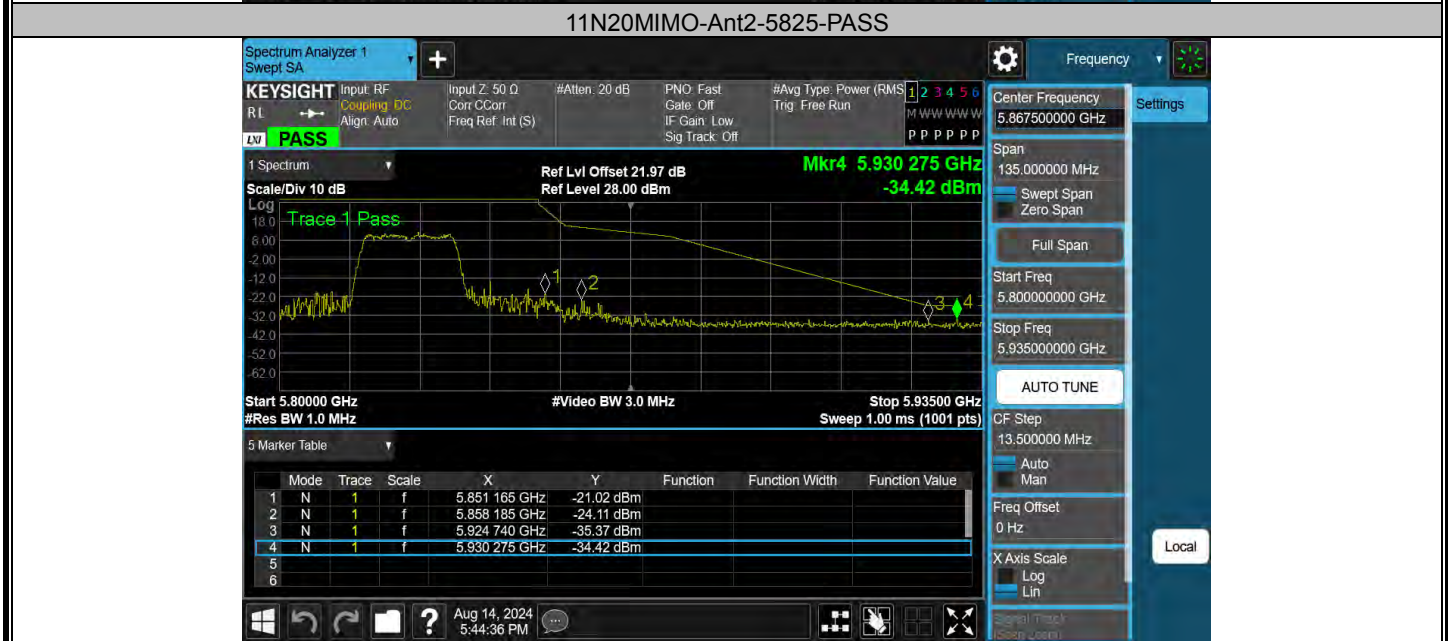 11N20MIMO-Ant2-5825-PASS
Spectrum Analyzer 1
Swept SA
+
Frequency
KEYSIGHT
RL
LXI PASS
Input: RF
Coupling: DC
Align: Auto
Input Z: 50 Ω
Corr CCorr
Freq Ref: Int (S)
#Atten: 20 dB
PNO: Fast
Gate: Off
IF Gain: Low
Sig Track: Off
#Avg Type: Power (RMS
Trig: Free Run
1 2 3 4 5 6
M W W W W W
P P P P P P
1 Spectrum
Scale/Div 10 dB
Ref Lvl Offset 21.97 dB
Ref Level 28.00 dBm
Mkr4 5.930 275 GHz
-34.42 dBm
Log
Trace 1 Pass
18.0
8.00
-2.00
-12.0
-22.0
-32.0
-42.0
-52.0
-62.0
1
2
3
4
Start 5.80000 GHz
#Video BW 3.0 MHz
Stop 5.93500 GHz
#Res BW 1.0 MHz
Sweep 1.00 ms (1001 pts)
5 Marker Table
Mode Trace Scale X Y Function Function Width Function Value
1 N 1 f 5.851 165 GHz -21.02 dBm
2 N 1 f 5.858 185 GHz -24.11 dBm
3 N 1 f 5.924 740 GHz -35.37 dBm
4 N 1 f 5.930 275 GHz -34.42 dBm
5
6
?
Aug 14, 2024
5:44:36 PM
Center Frequency
5.867500000 GHz
Settings
Span
135.000000 MHz
Swept Span
Zero Span
Full Span
Start Freq
5.800000000 GHz
Stop Freq
5.935000000 GHz
AUTO TUNE
CF Step
13.500000 MHz
Auto
Man
Freq Offset
0 Hz
X Axis Scale
Log
Lin
Local
Signal Track
(Span Zoom)